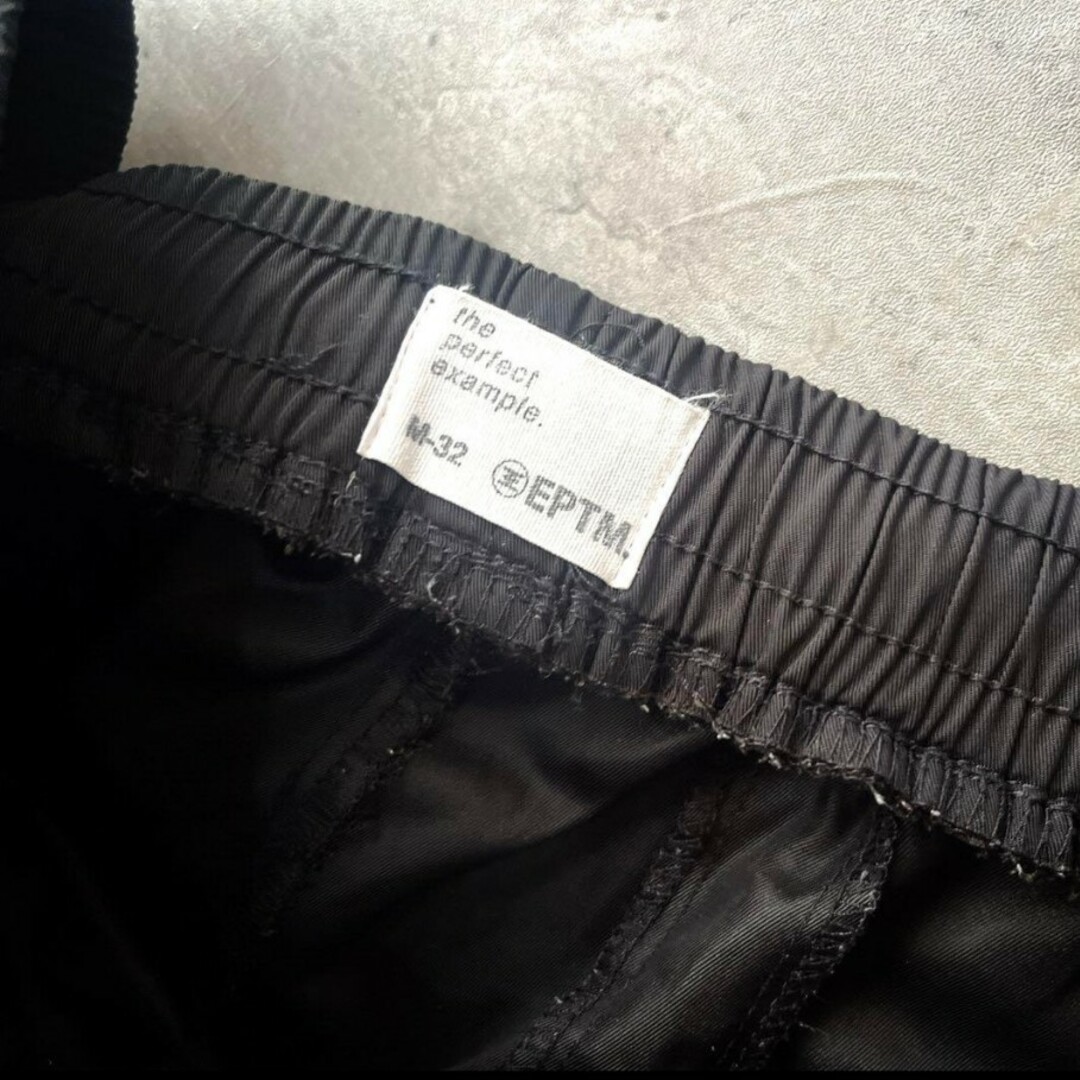 the
perfect
example.
M-32
EPTM.